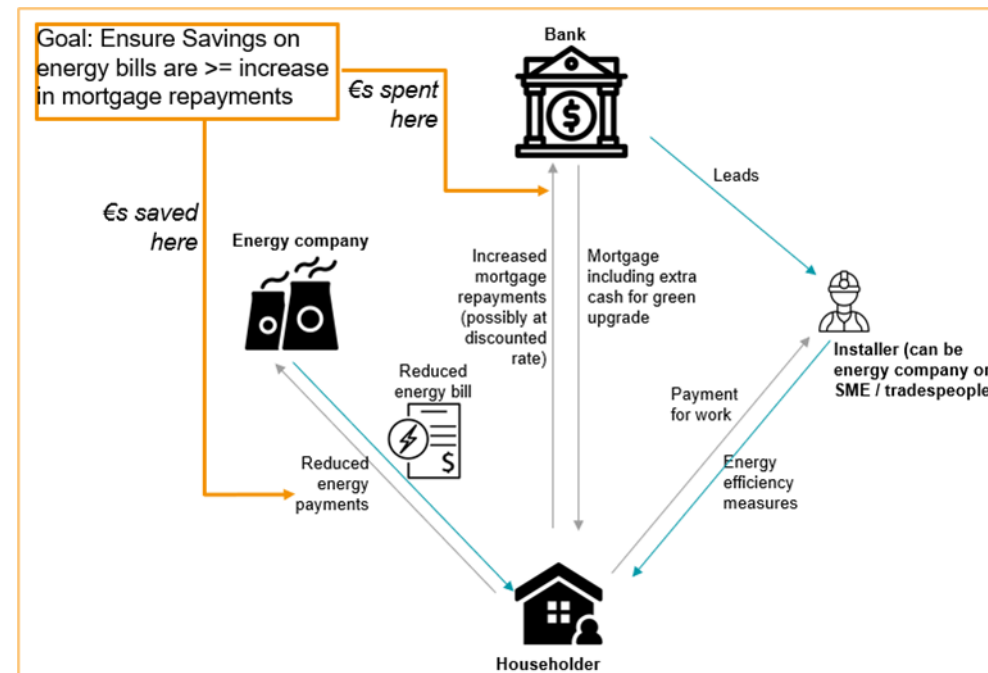 Goal: Ensure Savings on
energy bills are >= increase
in mortgage repayments
€s spent
here
Bank
$
Leads
€s saved
here
Energy company
Increased
mortgage
repayments
(possibly at
discounted
rate)
Mortgage
including extra
cash for green
upgrade
Installer (can be
energy company or
SME / tradespeople
Reduced
energy bill
$
Payment
for work
Reduced
energy
payments
Energy
efficiency
measures
Householder